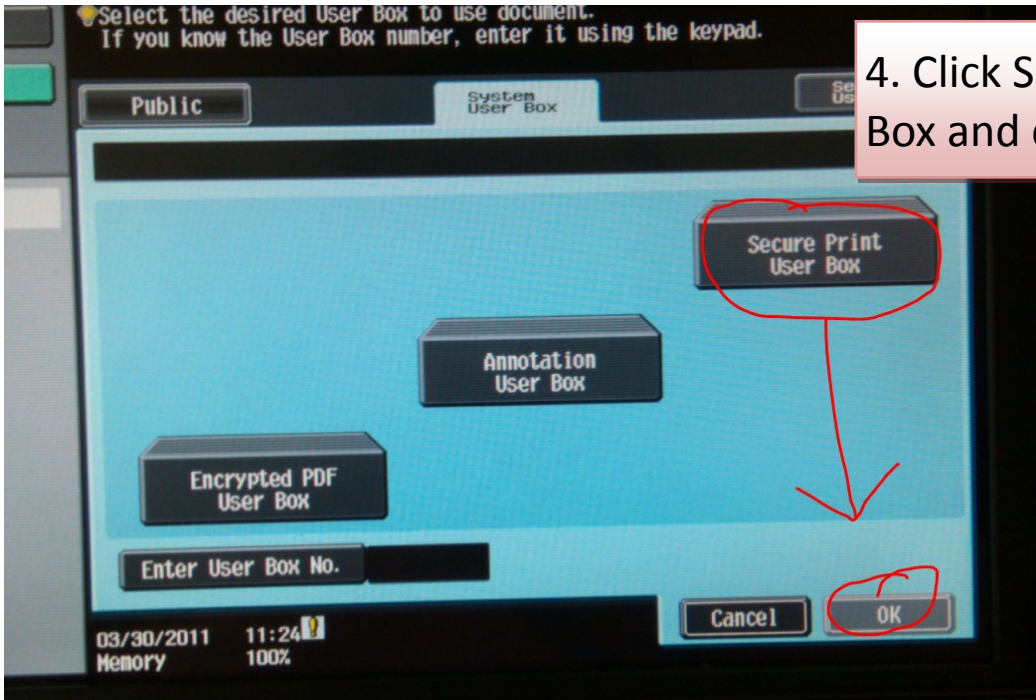 Select the desired User Box to use document.
If you know the User Box number, enter it using the keypad.
4. Click S
Box and
Public
System
User Box
Se
Us
Secure Print
User Box
Annotation
User Box
Encrypted PDF
User Box
Enter User Box No.
Cancel
OK
03/30/2011 11:24
Memory 100%